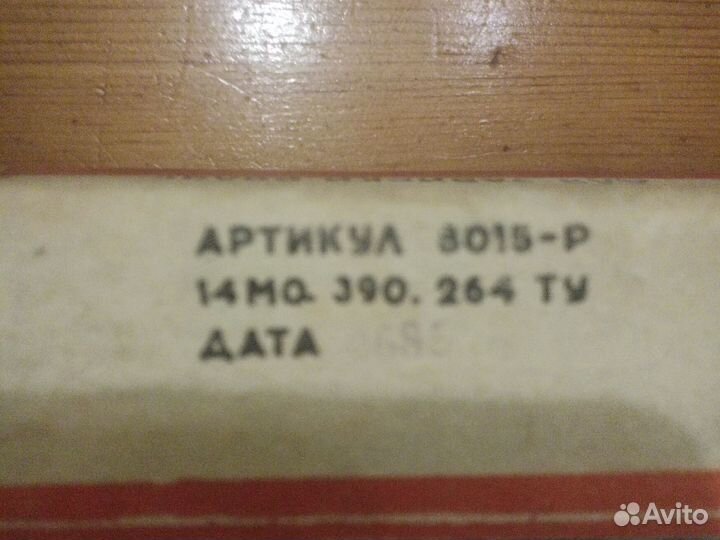 АРТИКУЛ 8015-Р
14МО. 390. 264 ТУ
ДАТА
Avito